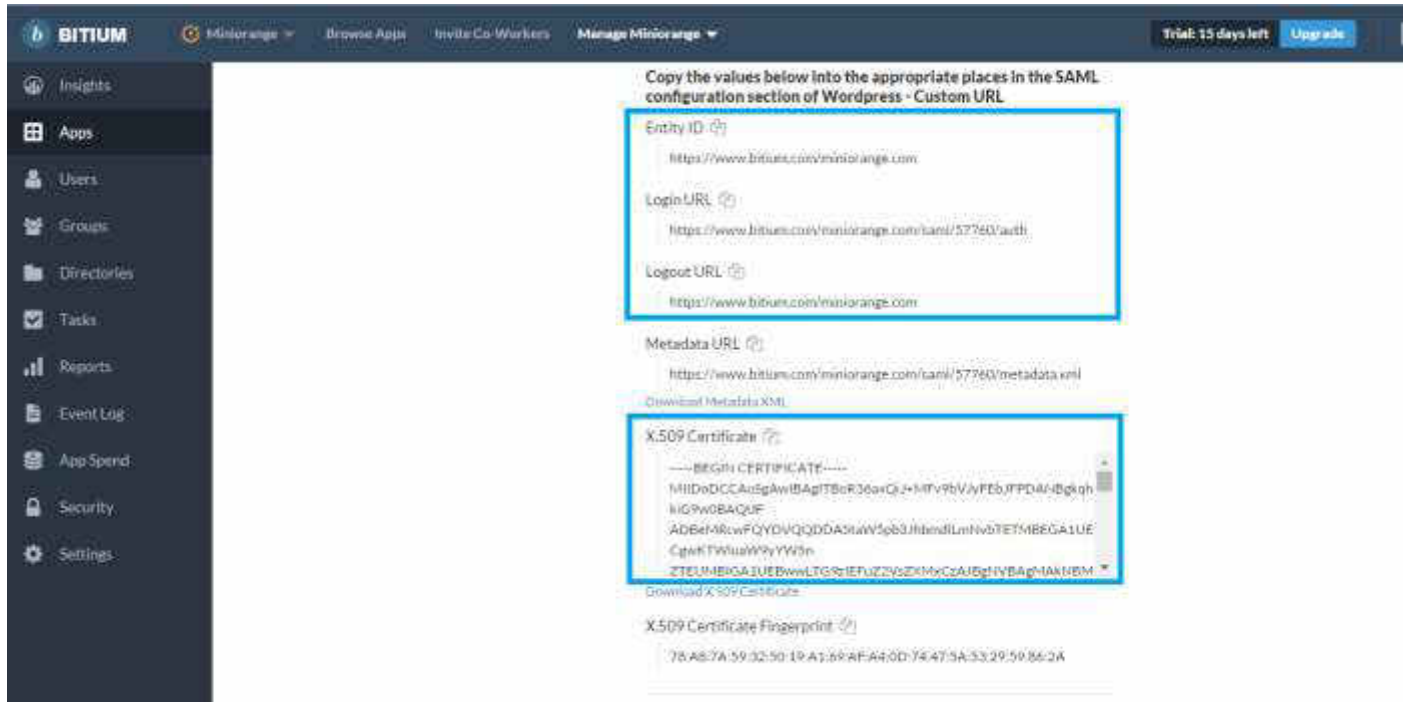 b BITIUM
Miniorange
Browse Apps
Invite Co-Workers
Manage Miniorange
Trial: 15 days left
Upgrade
Insights
Apps
Users
Groups
Directories
Tasks
Reports
Event Log
App Spend
Security
Settings
Copy the values below into the appropriate places in the SAML
configuration section of Wordpress - Custom URL
Entity ID
https://www.bitium.com/miniorange.com
Login URL
https://www.bitium.com/miniorange.com/saml/57760/auth
Logout URL
https://www.bitium.com/miniorange.com
Metadata URL
https://www.bitium.com/miniorange.com/saml/57760/metadata.xml
Download Metadata XML
X.509 Certificate
-----BEGIN CERTIFICATE-----
kiG9w0BAQUF
Download X.509 Certificate
X.509 Certificate Fingerprint